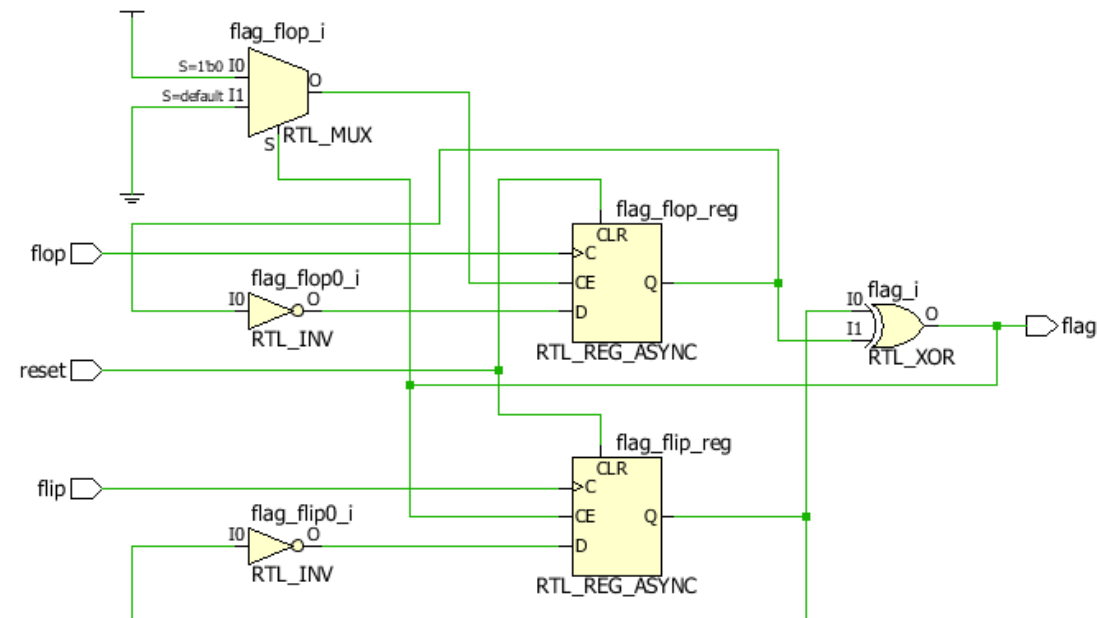 flag_flop_i
S=1'b0 I0
O
S=default I1
S
RTL_MUX
flag_flop_reg
CLR
flop
C
flag_flop0_i
CE
Q
I0
O
D
RTL_INV
RTL_REG_ASYNC
flag_i
I0
O
I1
flag
RTL_XOR
reset
flag_flip_reg
CLR
flip
C
flag_flip0_i
CE
Q
I0
O
D
RTL_INV
RTL_REG_ASYNC